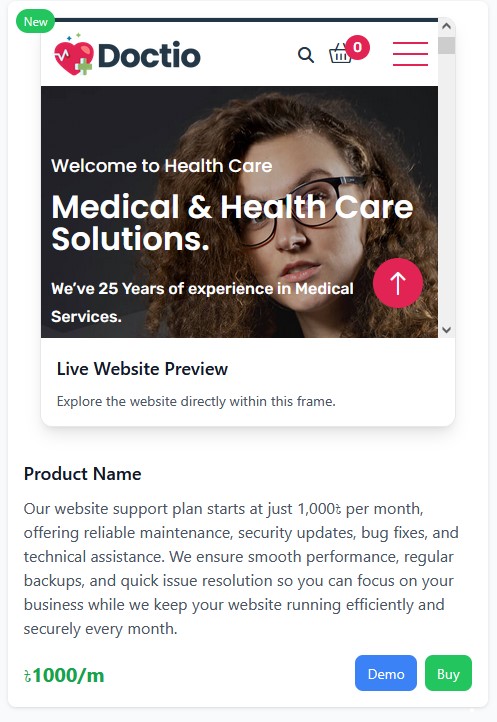 New
Doctio
0
Welcome to Health Care
Medical & Health Care
Solutions.
We've 25 Years of experience in Medical
Services.
Live Website Preview
Explore the website directly within this frame.
Product Name
Our website support plan starts at just 1,000৳ per month,
offering reliable maintenance, security updates, bug fixes, and
technical assistance. We ensure smooth performance, regular
backups, and quick issue resolution so you can focus on your
business while we keep your website running efficiently and
securely every month.
৳1000/m
Demo
Buy